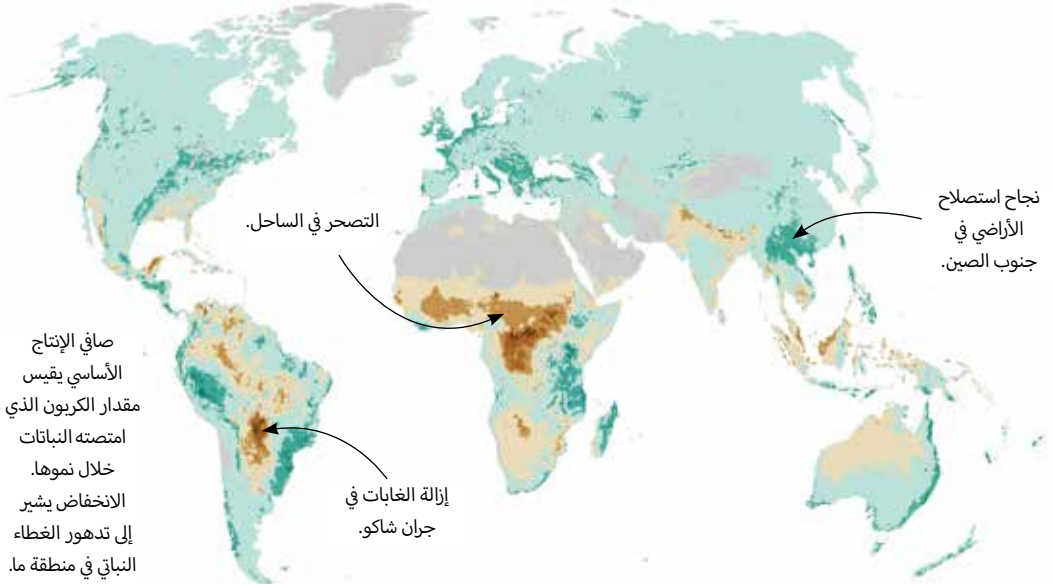 نجاح استصلاح
الأراضي في
جنوب الصين.
التصحر في الساحل.
صافي الإنتاج
الأساسي يقيس
مقدار الكربون الذي
امتصته النباتات
خلال نموها.
الانخفاض يشير
إلى تدهور الغطاء
النباتي في منطقة ما.
إزالة الغابات في
جران شاكو.